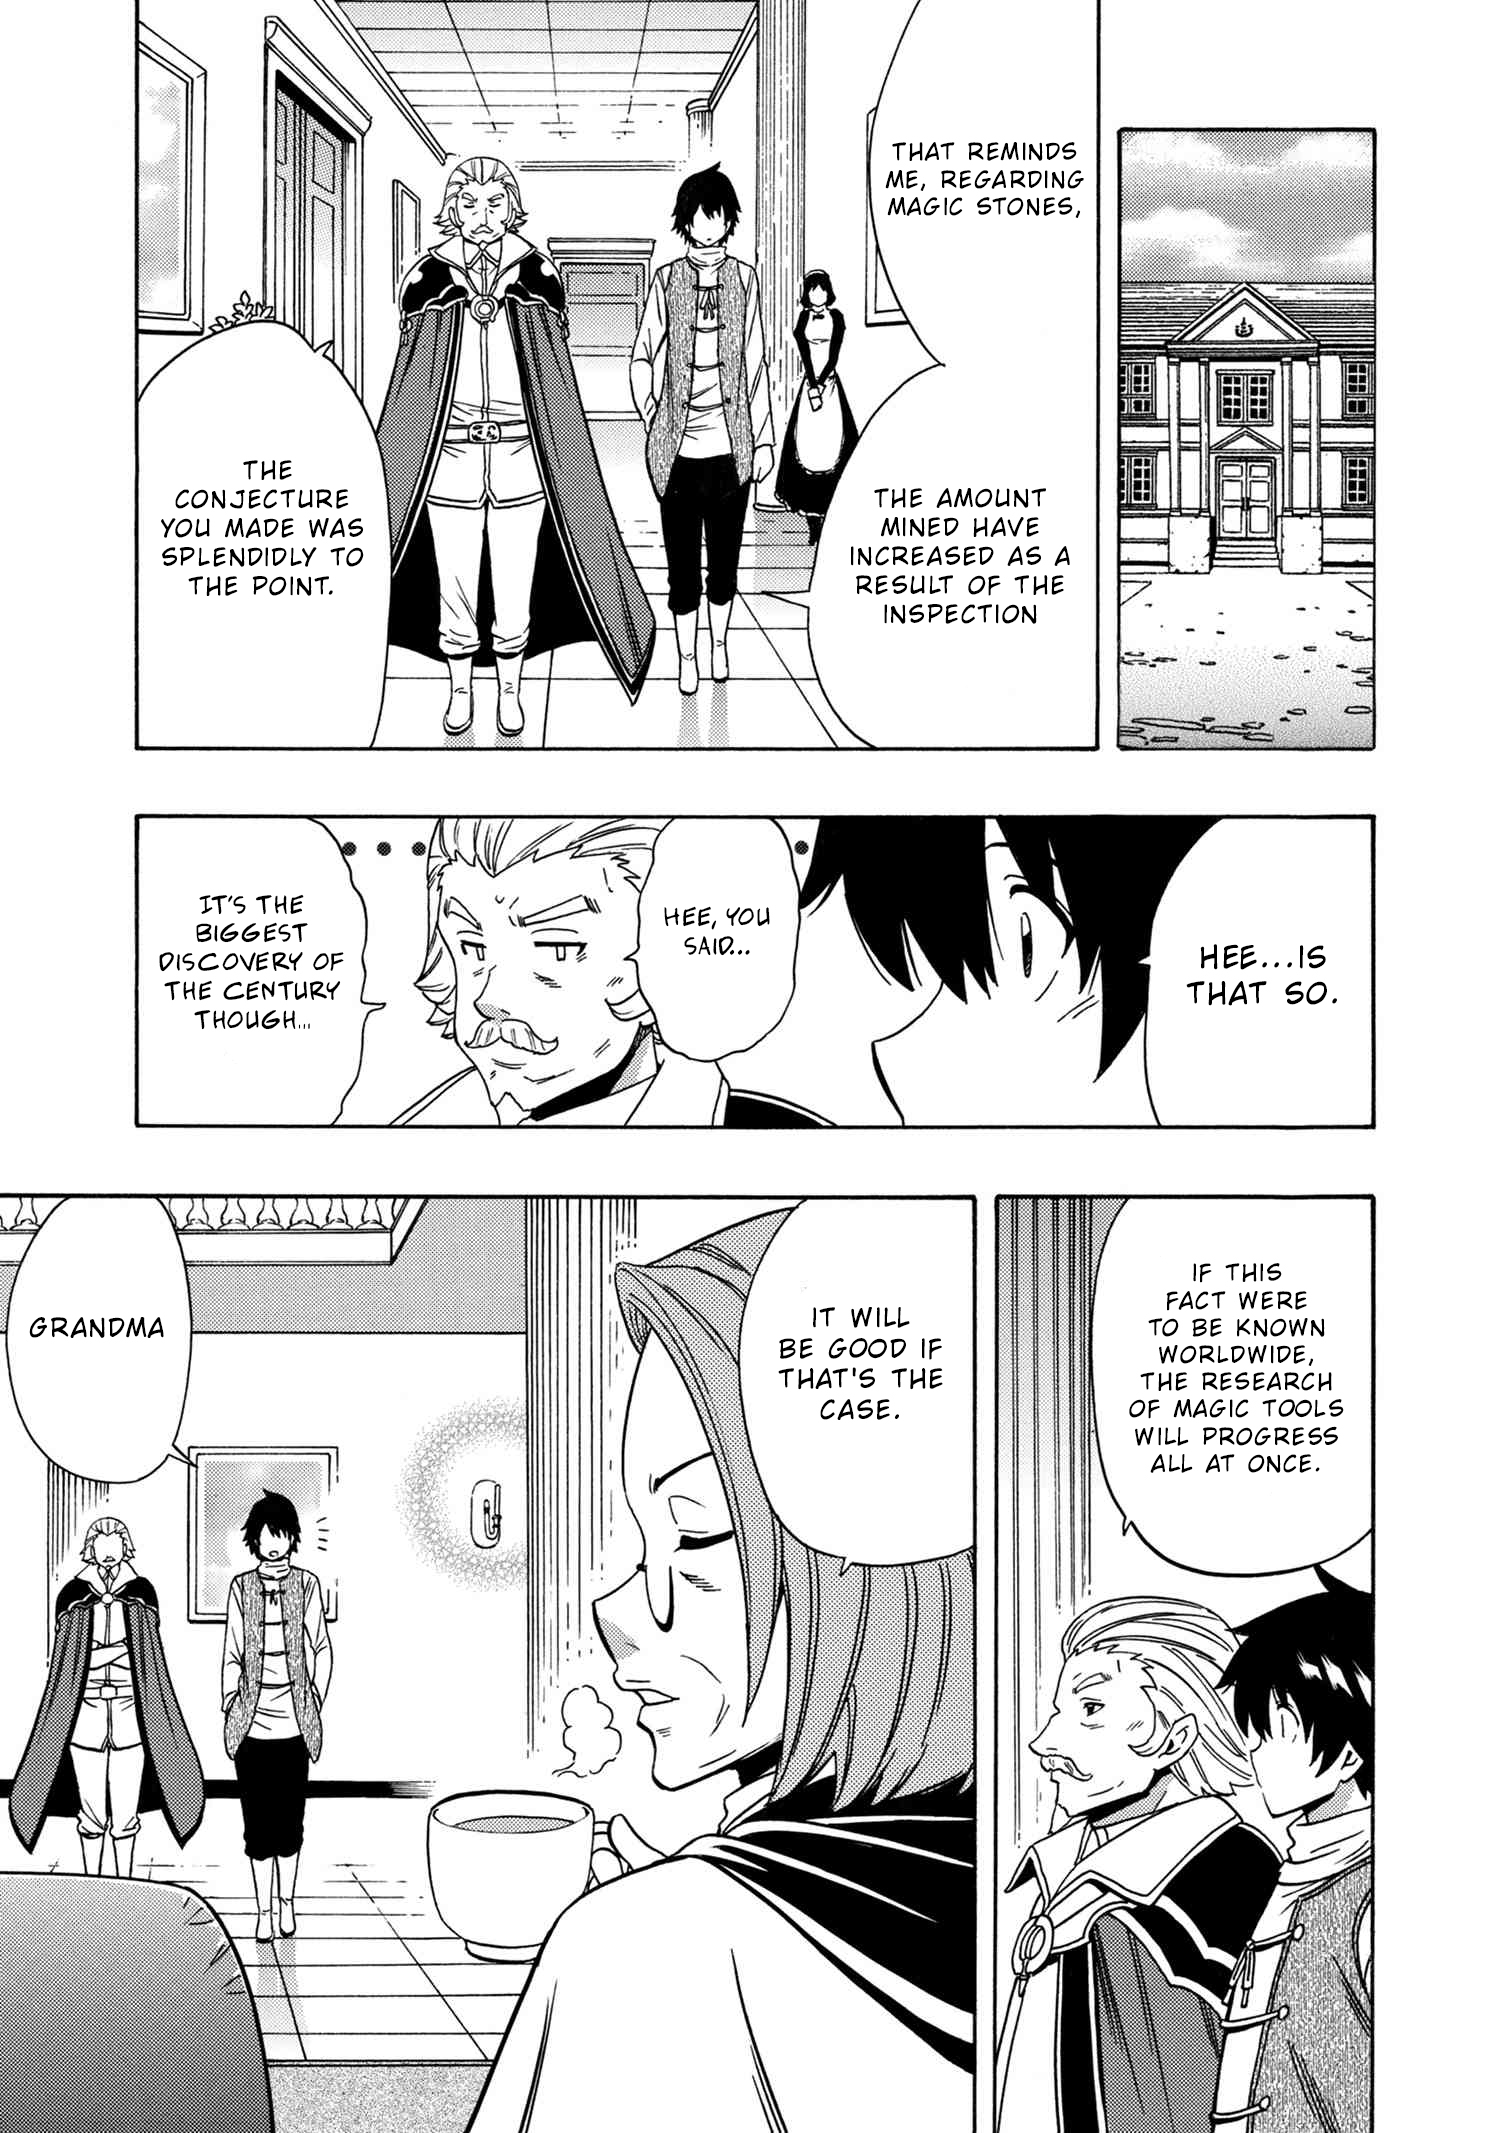 THAT REMINDS
ME, REGARDING
MAGIC STONES,
THE AMOUNT
MINED HAVE
INCREASED AS A
RESULT OF THE
INSPECTION
THE
CONJECTURE
YOU MADE WAS
SPLENDIDLY TO
THE POINT.
HEE...IS
THAT SO.
HEE, YOU
SAID...
IT'S THE
BIGGEST
DISCOVERY OF
THE CENTURY
THOUGH...
IF THIS
FACT WERE
TO BE KNOWN
WORLDWIDE,
THE RESEARCH
OF MAGIC TOOLS
WILL PROGRESS
ALL AT ONCE.
IT WILL
BE GOOD IF
THAT'S THE
CASE.
GRANDMA